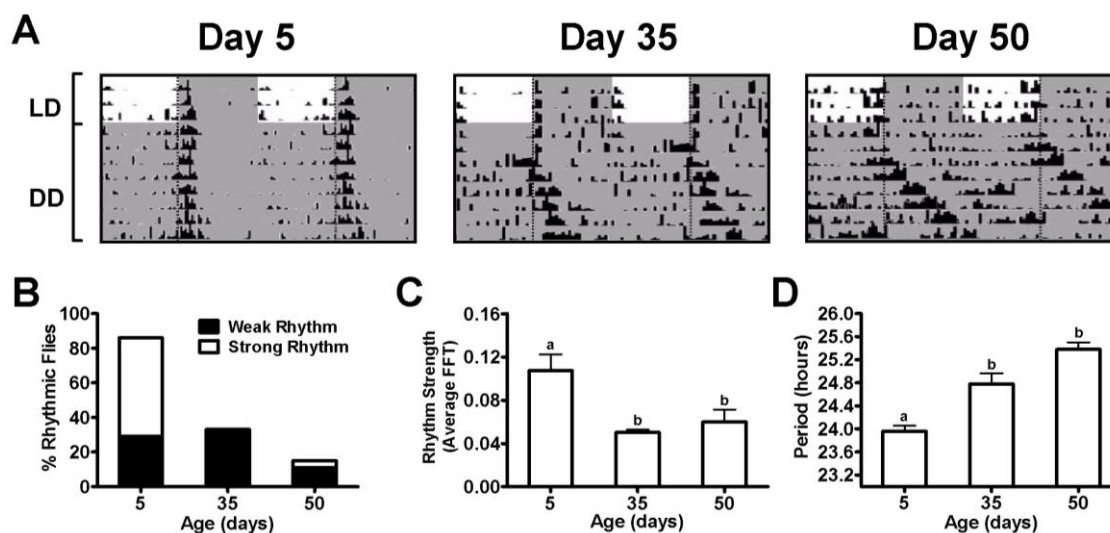 A
Day 5
Day 35
Day 50
LD
DD
B
% Rhythmic Flies
100
80
60
40
20
0
Weak Rhythm
Strong Rhythm
5 35 50
Age (days)
C
Rhythm Strength
(Average FFT)
0.16
0.12
0.08
0.04
0.00
a
b
b
5 35 50
Age (days)
D
Period (hours)
26.0
25.6
25.2
24.8
24.4
24.0
23.6
23.2
a
b
b
5 35 50
Age (days)